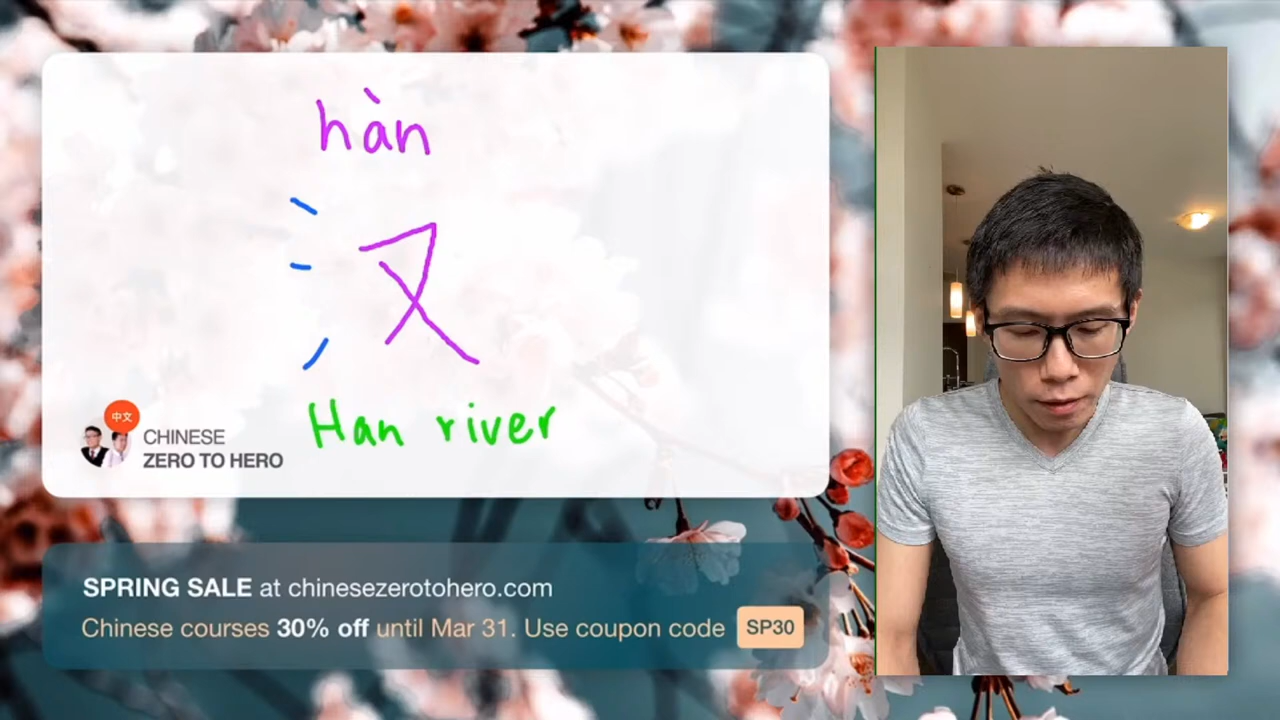 hàn
汉
Han river
中文
CHINESE
ZERO TO HERO
SPRING SALE at chinesezerotohero.com
Chinese courses 30% off until Mar 31. Use coupon code SP30